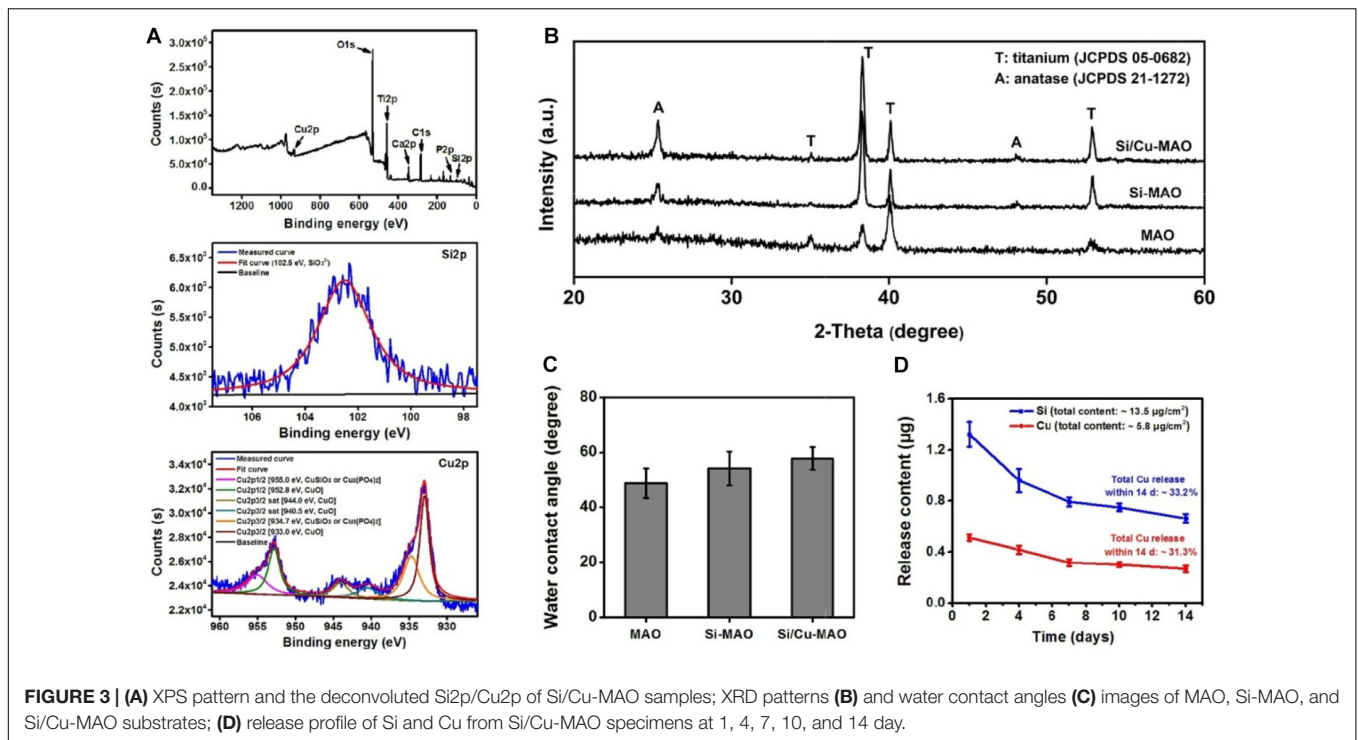 A
3.0x10⁵
2.5x10⁵
2.0x10⁵
1.5x10⁵
1.0x10⁵
5.0x10⁴
0.0
Counts (s)
O1s
Ti2p
Cu2p
C1s
Ca2p
P2p
Si2p
1200 1000 800 600 400 200 0
Binding energy (eV)
Si2p
Measured curve
Fit curve (102.5 eV, SiO₃²⁻)
Baseline
6.5x10³
6.0x10³
5.5x10³
5.0x10³
4.5x10³
4.0x10³
Counts (s)
106 104 102 100 98
Binding energy (eV)
Cu2p
Measured curve
Fit curve
Cu2p1/2 [955.0 eV, CuSiO₃ or Cu₃(PO₄)₂]
Cu2p1/2 [952.8 eV, CuO]
Cu2p3/2 sat [944.0 eV, CuO]
Cu2p3/2 sat [940.5 eV, CuO]
Cu2p3/2 [934.7 eV, CuSiO₃ or Cu₃(PO₄)₂]
Cu2p3/2 [933.0 eV, CuO]
Baseline
3.4x10⁴
3.2x10⁴
3.0x10⁴
2.8x10⁴
2.6x10⁴
2.4x10⁴
2.2x10⁴
Counts (s)
960 955 950 945 940 935 930
Binding energy (eV)
B
T: titanium (JCPDS 05-0682)
A: anatase (JCPDS 21-1272)
A T T T A T
Si/Cu-MAO
Si-MAO
MAO
Intensity (a.u.)
20 30 40 50 60
2-Theta (degree)
C
80
60
40
20
0
Water contact angle (degree)
MAO Si-MAO Si/Cu-MAO
D
1.6
1.2
0.8
0.4
0.0
Release content (µg)
Si (total content: ~ 13.5 µg/cm²)
Cu (total content: ~ 5.8 µg/cm²)
Total Cu release
within 14 d: ~ 33.2%
Total Cu release
within 14 d: ~ 31.3%
0 2 4 6 8 10 12 14
Time (days)
FIGURE 3 | (A) XPS pattern and the deconvoluted Si2p/Cu2p of Si/Cu-MAO samples; XRD patterns (B) and water contact angles (C) images of MAO, Si-MAO, and
Si/Cu-MAO substrates; (D) release profile of Si and Cu from Si/Cu-MAO specimens at 1, 4, 7, 10, and 14 day.